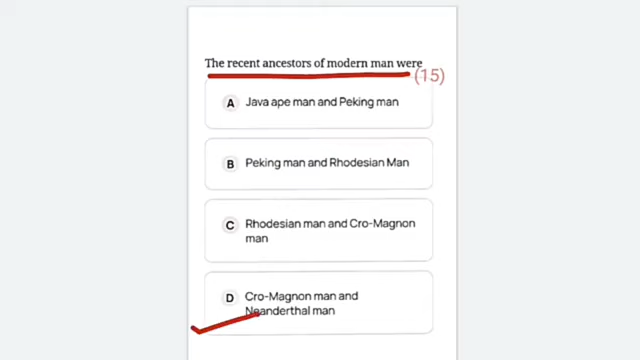 The recent ancestors of modern man were
(15)
A Java ape man and Peking man
B Peking man and Rhodesian Man
C Rhodesian man and Cro-Magnon
man
D Cro-Magnon man and
Neanderthal man